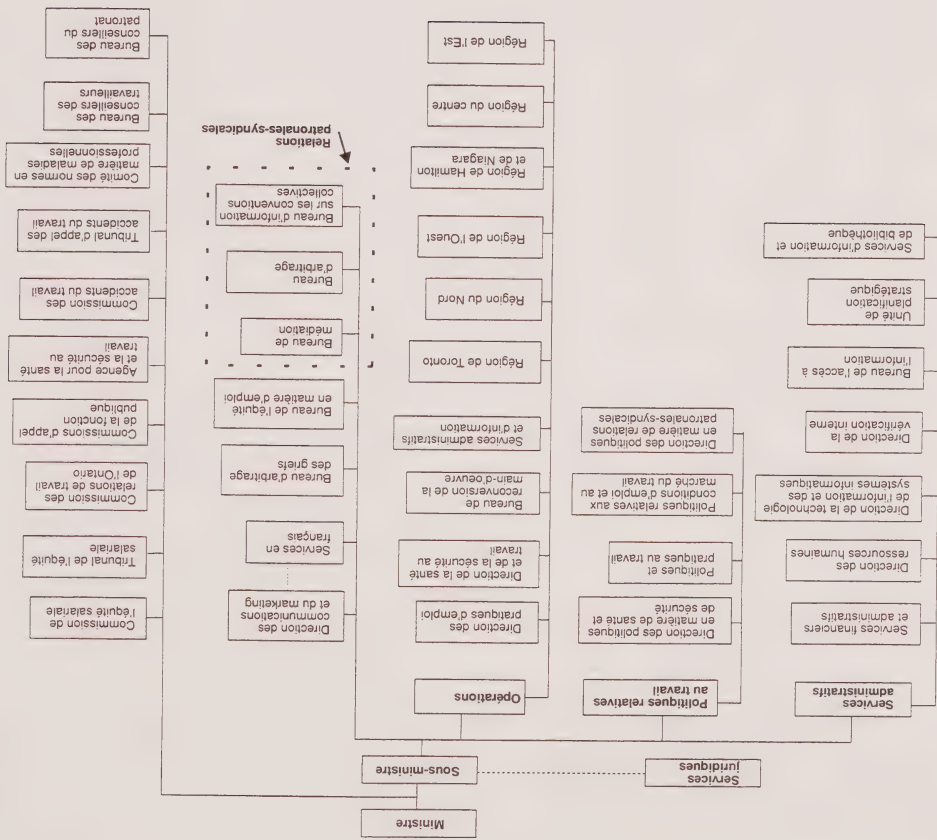 Ministre
Services
juridiques
Sous-ministre
Services
administratifs
Services financiers
et administratifs
Direction des
ressources humaines
Direction de la technologie
de l'information et des
systèmes informatiques
Direction de la
vérification interne
Bureau de l'accès à
l'information
Unité de
planification
stratégique
Services d'information et
de bibliothèque
Politiques relatives
au travail
Direction des politiques
en matière de santé et
de sécurité
Politiques et
pratiques au travail
Politiques relatives aux
conditions d'emploi et au
marché du travail
Direction des politiques
en matière de relations
patronales-syndicales
Opérations
Direction des
pratiques d'emploi
Direction de la santé
et de la sécurité au
travail
Bureau de
reconversion de la
main-d'oeuvre
Services administratifs
et d'information
Région de Toronto
Région du Nord
Région de l'Ouest
Région de Hamilton
et de Niagara
Région du centre
Région de l'Est
Direction des
communications
et du marketing
Services en
français
Bureau d'arbitrage
des griefs
Bureau de l'équité
en matière d'emploi
Bureau de
médiation
Bureau
d'arbitrage
Bureau d'information
sur les conventions
collectives
Relations
patronales-syndicales
Commission de
l'équité salariale
Tribunal de l'équité
salariale
Commission des
relations de travail
de l'Ontario
Commissions d'appel
de la fonction
publique
Agence pour la santé
et la sécurité au
travail
Commission des
accidents du travail
Tribunal d'appel des
accidents du travail
Comité des normes en
matière de maladies
professionnelles
Bureau des
conseillers des
travailleurs
Bureau des
conseillers du
patronat